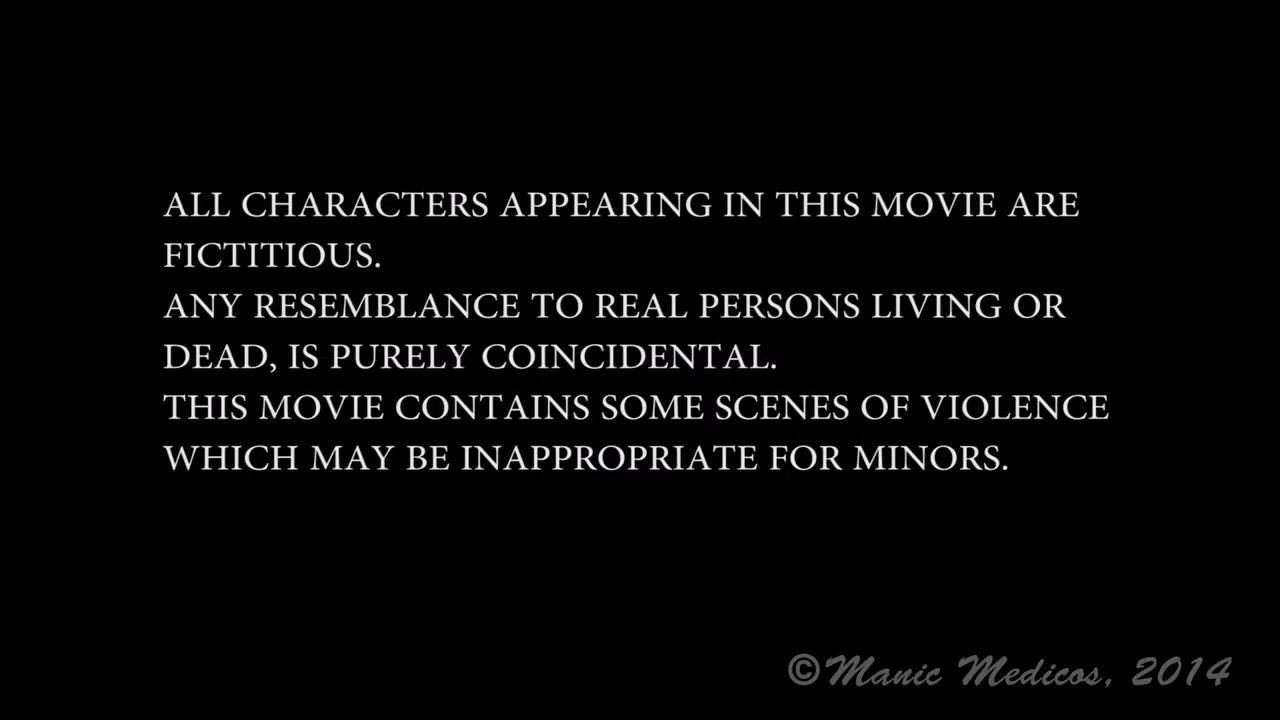 ALL CHARACTERS APPEARING IN THIS MOVIE ARE
FICTITIOUS.
ANY RESEMBLANCE TO REAL PERSONS LIVING OR
DEAD, IS PURELY COINCIDENTAL.
THIS MOVIE CONTAINS SOME SCENES OF VIOLENCE
WHICH MAY BE INAPPROPRIATE FOR MINORS.
©Manic Medicos, 2014